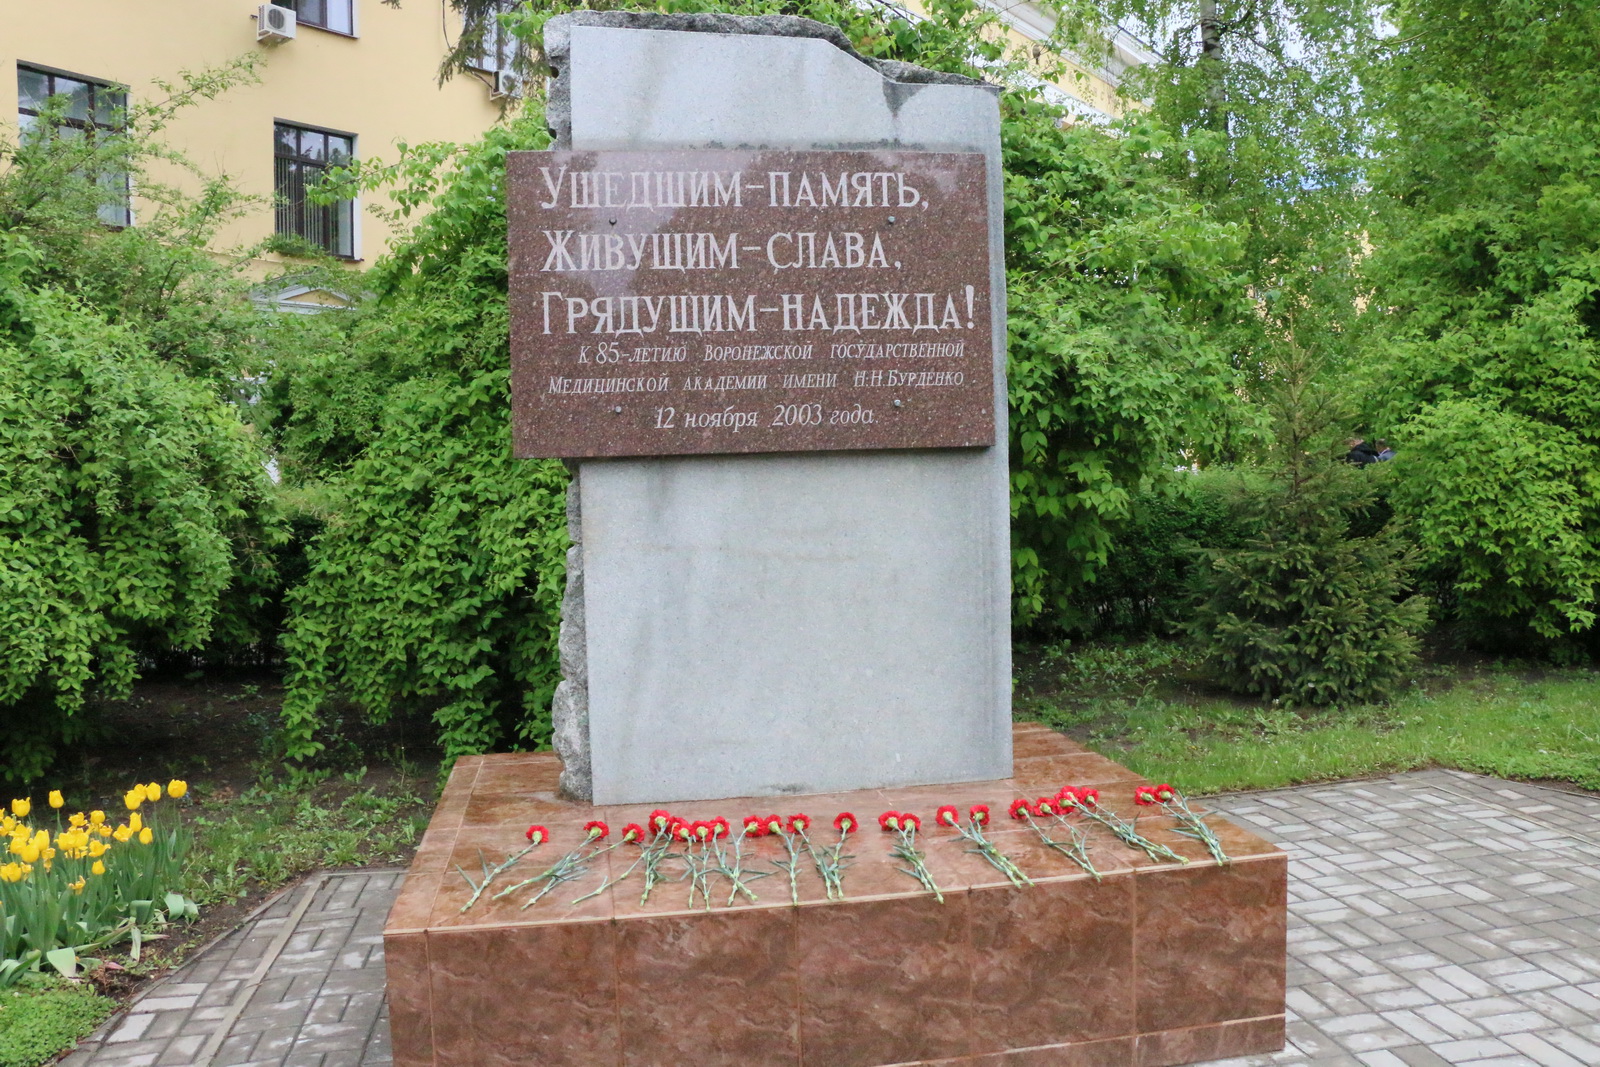 Ушедшим-память,
Живущим-слава,
Грядущим-надежда!
к 85-летию Воронежской государственной
Медицинской академии имени Н.Н.Бурденко
12 ноября 2003 года.